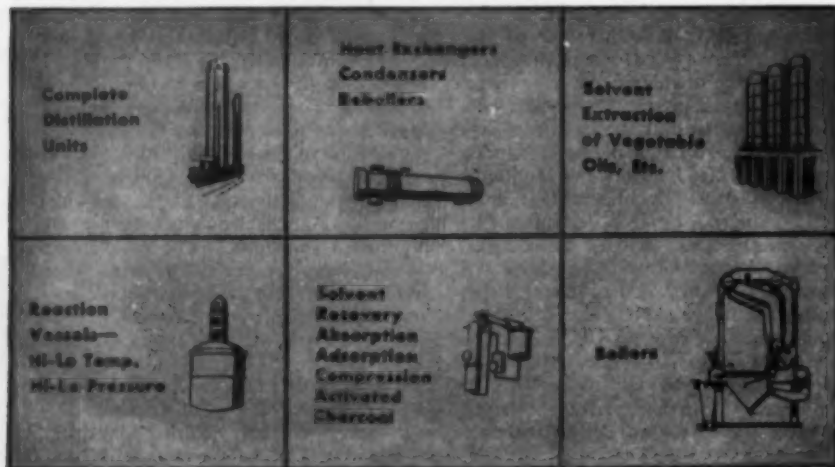 Complete
Distillation
Units
Heat Exchangers
Condensers
Reboilers
Solvent
Extraction
of Vegetable
Oils, Etc.
Reaction
Vessels—
Hi-Lo Temp.
Hi-Lo Pressure
Solvent
Recovery
Absorption
Adsorption
Compression
Activated
Charcoal
Boilers